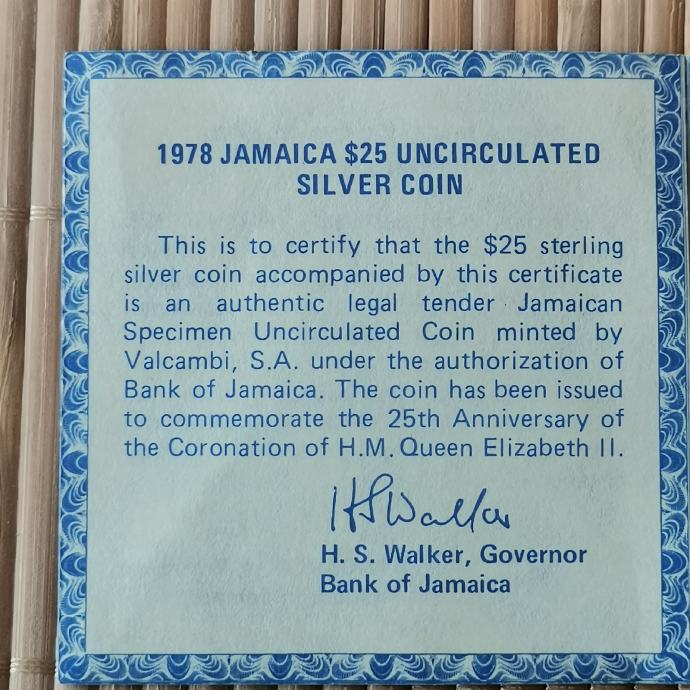 1978 JAMAICA $25 UNCIRCULATED
SILVER COIN
This is to certify that the $25 sterling
silver coin accompanied by this certificate
is an authentic legal tender Jamaican
Specimen Uncirculated Coin minted by
Valcambi, S.A. under the authorization of
Bank of Jamaica. The coin has been issued
to commemorate the 25th Anniversary of
the Coronation of H.M. Queen Elizabeth II.
HSWalker
H. S. Walker, Governor
Bank of Jamaica